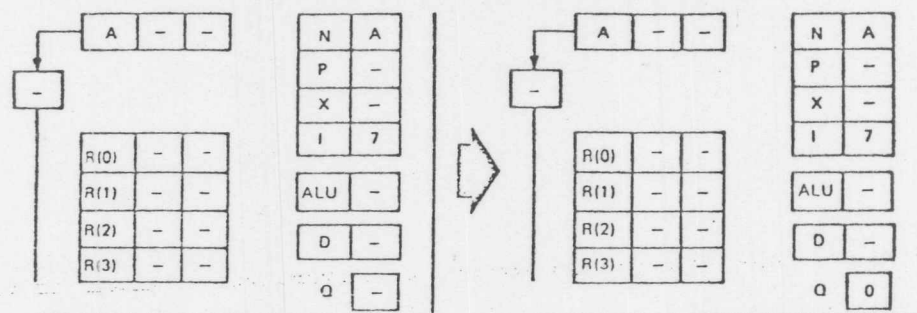 A - -
-
N A
P -
X -
I 7
R(0) - -
R(1) - -
R(2) - -
R(3) - -
ALU -
D -
Q -
A - -
-
N A
P -
X -
I 7
R(0) - -
R(1) - -
R(2) - -
R(3) - -
ALU -
D -
Q 0